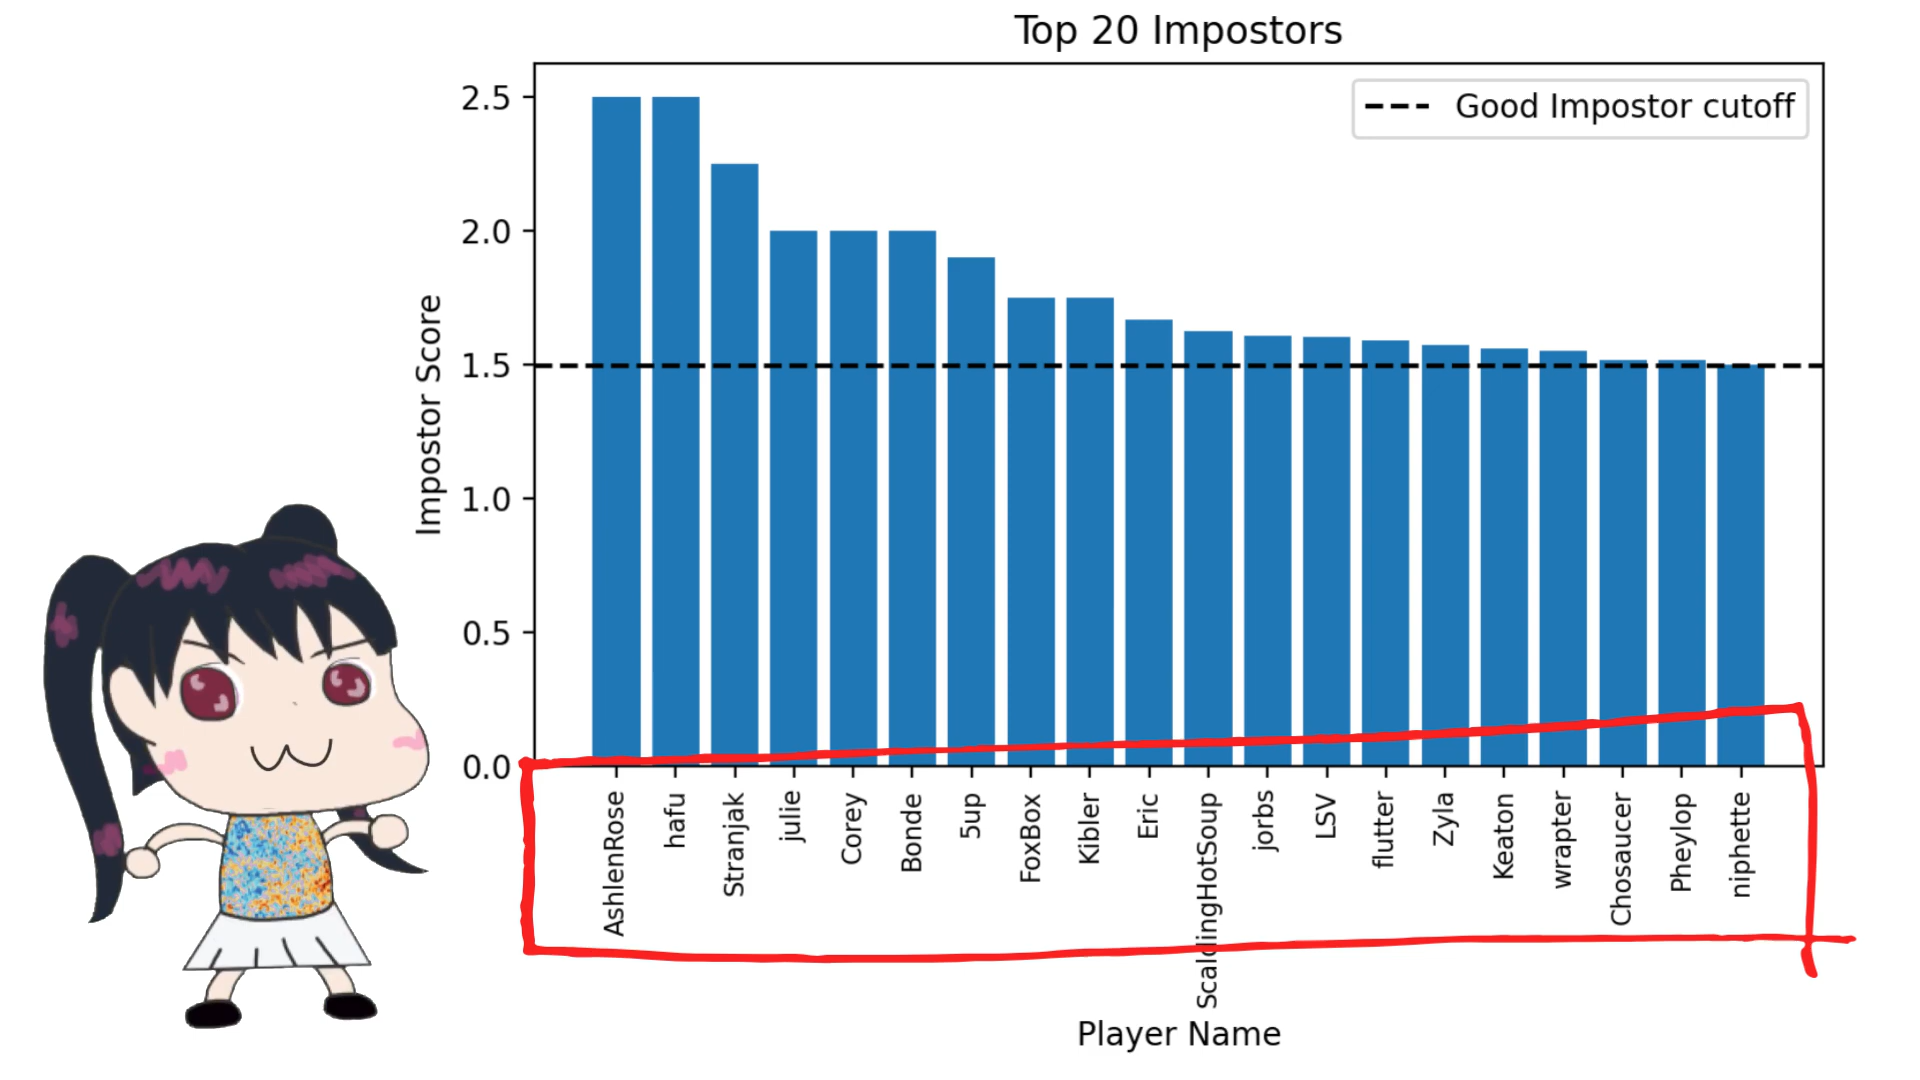 Top 20 Impostors
Good Impostor cutoff
Impostor Score
2.5
2.0
1.5
1.0
0.5
0.0
AshlenRose
hafu
Stranjak
julie
Corey
Bonde
5up
FoxBox
Kibler
Eric
ScaldingHotSoup
jorbs
LSV
flutter
Zyla
Keaton
wrapter
Chosaucer
Pheylop
niphette
Player Name